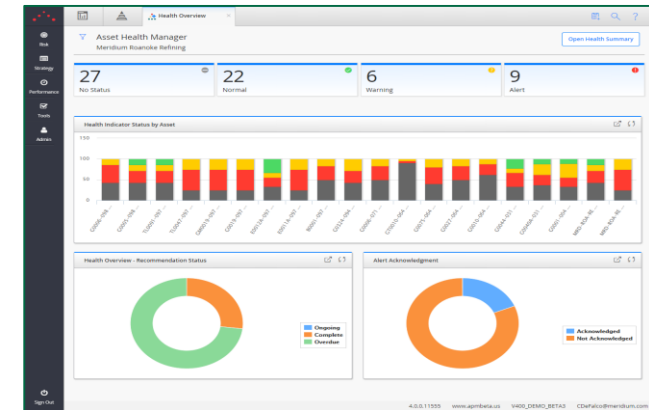 Health Overview
Risk
Strategy
Performance
Tools
Admin
Sign Out
Asset Health Manager
Meridium Roanoke Refining
Open Health Summary
27
No Status
22
Normal
6
Warning
9
Alert
Health Indicator Status by Asset
150
100
50
0
Health Overview - Recommendation Status
Ongoing
Complete
Overdue
Alert Acknowledgment
Acknowledged
Not Acknowledged
4.0.0.11555 www.apmbeta.us V400_DEMO_BETA3 CDeFalco@meridium.com